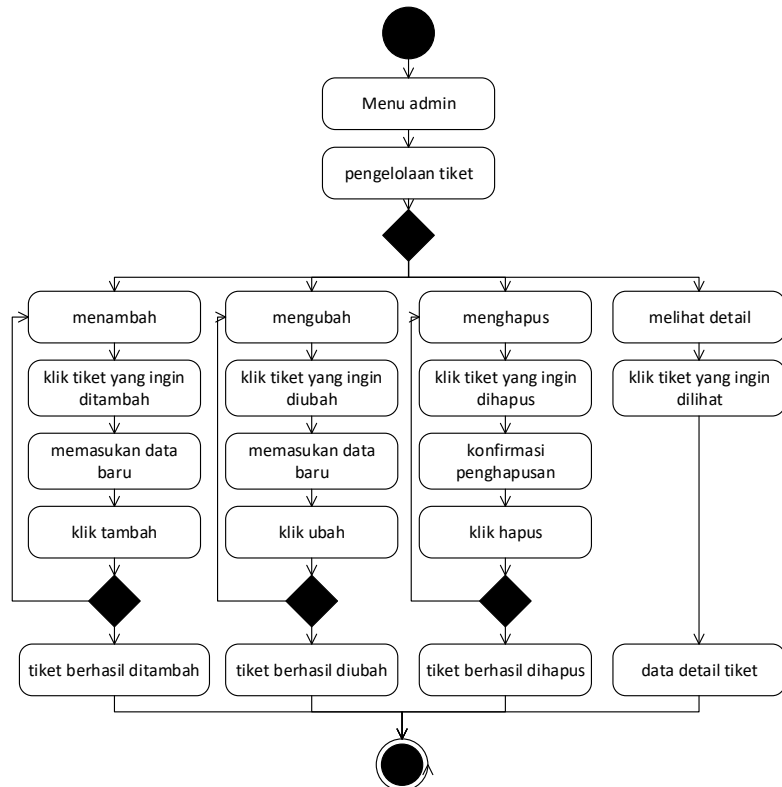 Menu admin
pengelolaan tiket
menambah
mengubah
menghapus
melihat detail
klik tiket yang ingin
ditambah
klik tiket yang ingin
diubah
klik tiket yang ingin
dihapus
klik tiket yang ingin
dilihat
memasukan data
baru
memasukan data
baru
konfirmasi
penghapusan
klik tambah
klik ubah
klik hapus
tiket berhasil ditambah
tiket berhasil diubah
tiket berhasil dihapus
data detail tiket